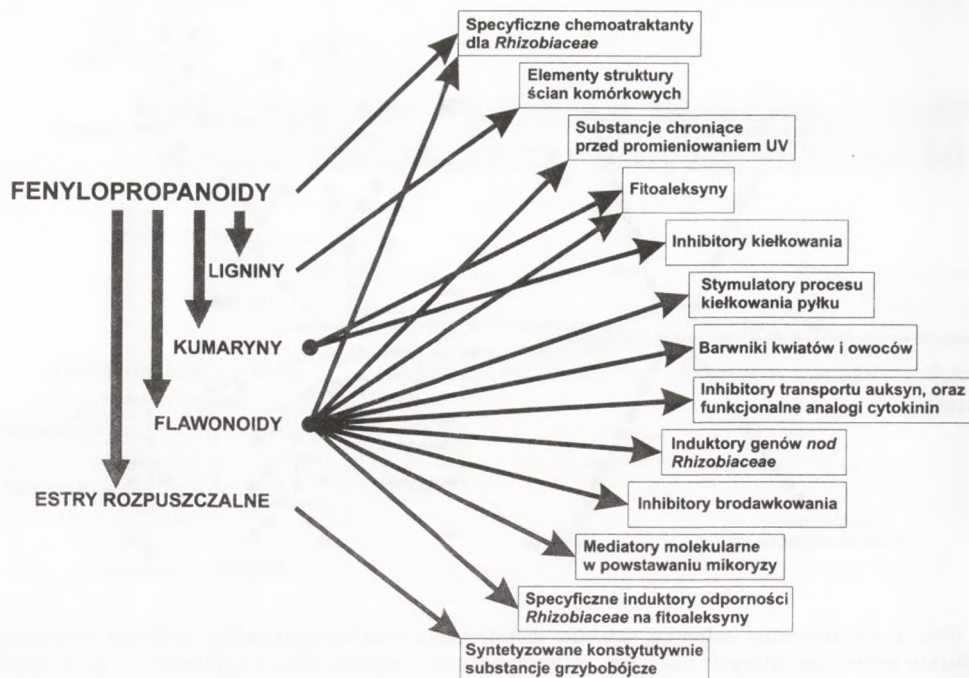 Specyficzne chemoatraktanty
dla Rhizobiaceae
Elementy struktury
ścian komórkowych
Substancje chroniące
przed promieniowaniem UV
FENYLOPROPANOIDY
Fitoaleksyny
Inhibitory kiełkowania
LIGNINY
Stymulatory procesu
kiełkowania pyłku
KUMARYNY
Barwniki kwiatów i owoców
Inhibitory transportu auksyn, oraz
funkcjonalne analogi cytokinin
FLAWONOIDY
Induktory genów nod
Rhizobiaceae
ESTRY ROZPUSZCZALNE
Inhibitory brodawkowania
Mediatory molekularne
w powstawaniu mikoryzy
Specyficzne induktory odporności
Rhizobiaceae na fitoaleksyny
Syntetyzowane konstytutywnie
substancje grzybobójcze